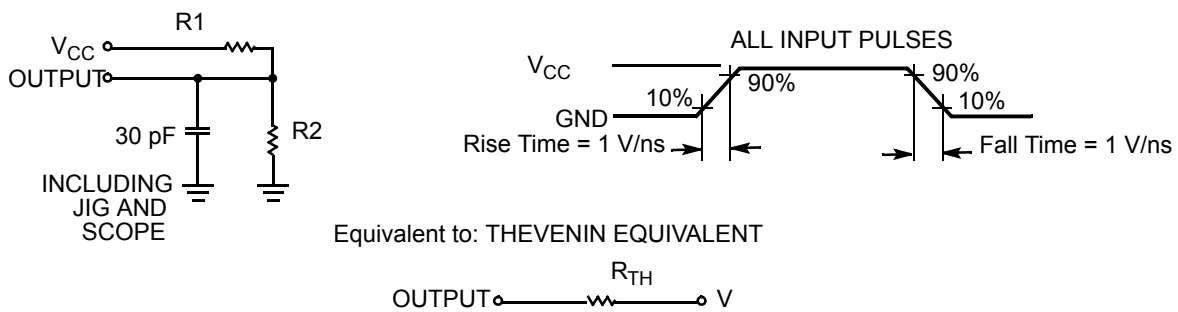 R1
V_CC
OUTPUT
30 pF
R2
INCLUDING
JIG AND
SCOPE
ALL INPUT PULSES
V_CC
GND
10%
90%
90%
10%
Rise Time = 1 V/ns
Fall Time = 1 V/ns
Equivalent to: THEVENIN EQUIVALENT
R_TH
OUTPUT
V